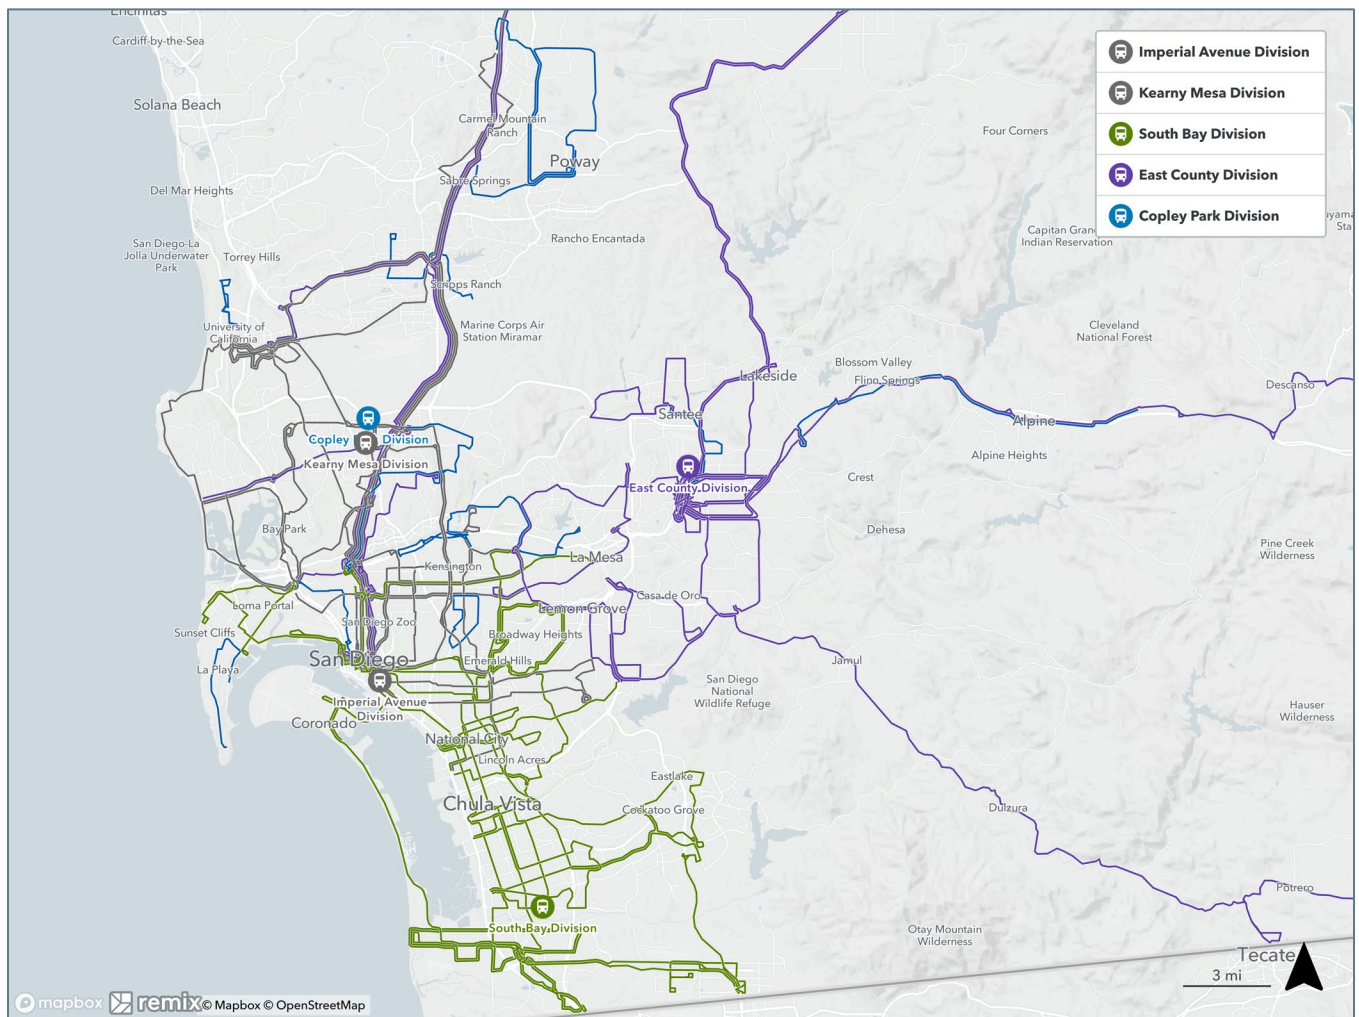 Encinitas
Cardiff-by-the-Sea
Imperial Avenue Division
Kearny Mesa Division
South Bay Division
East County Division
Copley Park Division
Solana Beach
Carmel Mountain
Ranch
Four Corners
Poway
Sabre Springs
Del Mar Heights
San Diego-La
Jolla Underwater
Park
Torrey Hills
Rancho Encantada
Capitan Gran
Indian Reservation
Scripps Ranch
University of
California
Marine Corps Air
Station Miramar
Cleveland
National Forest
Blossom Valley
Lakeside
Flinn Springs
Descanso
Santee
Alpine
Copley
Division
Kearny Mesa Division
Alpine Heights
East County Division
Crest
Bay Park
Dehesa
Pine Creek
Wilderness
La Mesa
Kensington
Casa de Oro
Loma Portal
Lemon Grove
San Diego Zoo
Sunset Cliffs
Broadway Heights
San Diego
Emerald Hills
Jamul
La Playa
San Diego
National
Wildlife Refuge
Imperial Avenue
Division
Hauser
Wilderness
Coronado
National City
Lincoln Acres
Eastlake
Chula Vista
Cockatoo Grove
Dulzura
Potrero
South Bay Division
Otay Mountain
Wilderness
Tecate
3 mi
mapbox
remix
© Mapbox © OpenStreetMap